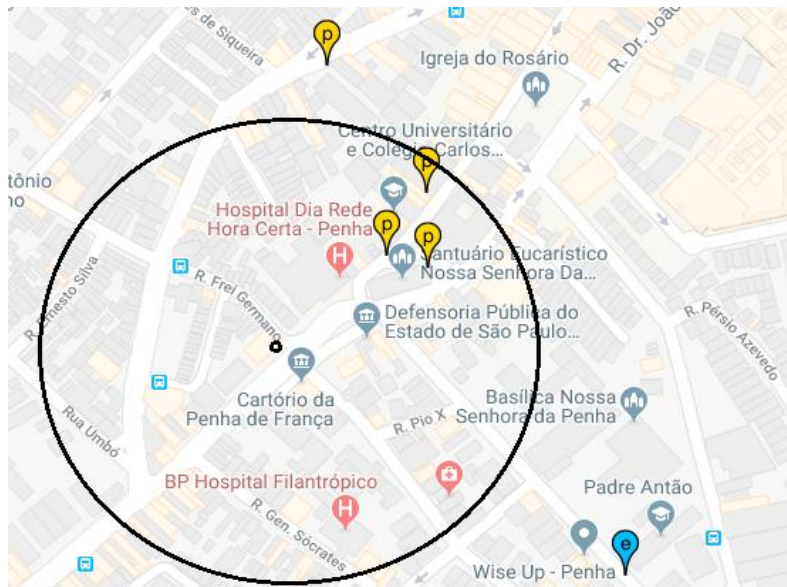 os de Siqueira
p
Igreja do Rosário
R. Dr. João
Centro Universitário
e Colégio Carlos...
p
tônio
no
Hospital Dia Rede
Hora Certa - Penha
H
p
p
Santuário Eucarístico
Nossa Senhora Da...
R. Ernesto Silva
R. Frei Germano
Defensoria Pública do
Estado de São Paulo...
R. Pérsio Azevedo
Cartório da
Penha de França
Basílica Nossa
Senhora da Penha
Rua Umbó
R. Pio X
BP Hospital Filantrópico
H
R. Gen. Sócrates
Padre Antão
Wise Up - Penha
e